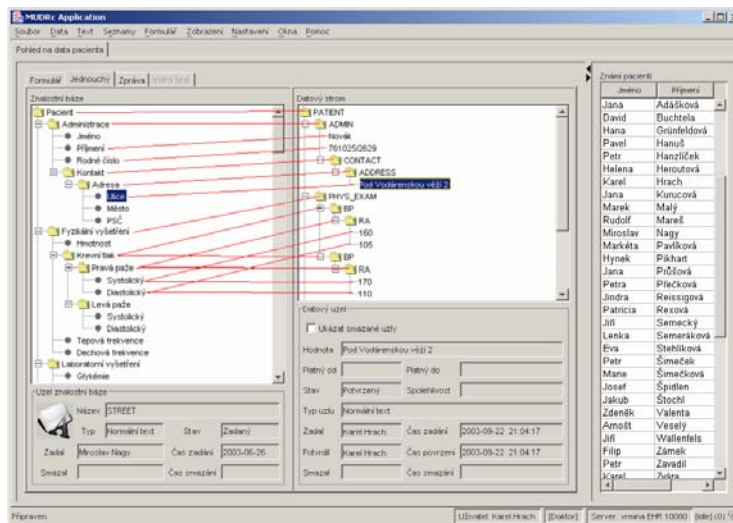 MUDRc Application
Soubor Data Text Seznamy Formulář Zobrazení Nastavení Okna Pomoc
Pohled na data pacienta
Formulář Jednouchý Zpráva Volný text
Znalostní báze
Pacient
Administrace
Jméno
Příjmení
Rodné číslo
Kontakt
Adresa
Ulice
Město
PSČ
Fyzikální vyšetření
Hmotnost
Krevní tlak
Pravá paže
Systolický
Diastolický
Levá paže
Systolický
Diastolický
Tepová frekvence
Dechová frekvence
Laboratorní vyšetření
Glykémie
Uzel znalostní báze
Název STREET
Typ Normální text Stav Zadaný
Zadal Miroslav Nagy Čas zadání 2003-06-26
Smazal Čas smazání
Datový strom
PATIENT
ADMIN
Novák
761025/2629
CONTACT
ADDRESS
Pod Vodárenskou věží 2
PHYS_EXAM
BP
RA
160
105
BP
RA
170
110
Datový uzel
Ukázat smazané uzly
Hodnota Pod Vodárenskou věží 2
Platný od Platný do
Stav Potvrzený Spolehlivost
Typ uzlu Normální text
Zadal Karel Hrach Čas zadání 2003-09-22 21:04:17
Potvrdil Karel Hrach Čas povrzení 2003-09-22 21:04:17
Smazal Čas smazání
Známí pacienti
Jméno Příjmení
Jana Adášková
David Buchtela
Hana Grünfeldová
Pavel Hanuš
Petr Hanzlíček
Helena Heroutová
Karel Hrach
Jana Kurucová
Marek Malý
Rudolf Mareš
Miroslav Nagy
Markéta Pavlíková
Hynek Pikhart
Jana Průšová
Petra Přečková
Jindra Reissigová
Patricia Rexová
Jiří Semecký
Lenka Semeráková
Eva Stehlíková
Petr Šimeček
Marie Šimečková
Josef Špidlen
Jakub Štochl
Zdeněk Valenta
Arnošt Veselý
Jiří Wallenfels
Filip Zámek
Petr Zavadil
Karel Zvára
Připraven Uživatel: Karel Hrach [Doktor] Server: vrnina EHR 10080 [Idle] (0)